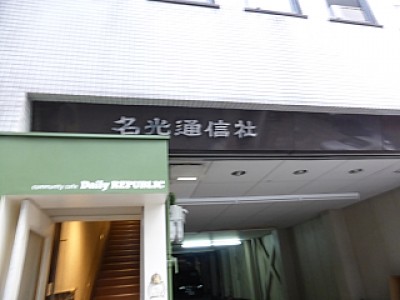 名光通信社
community cafe Daily REPUBLIC